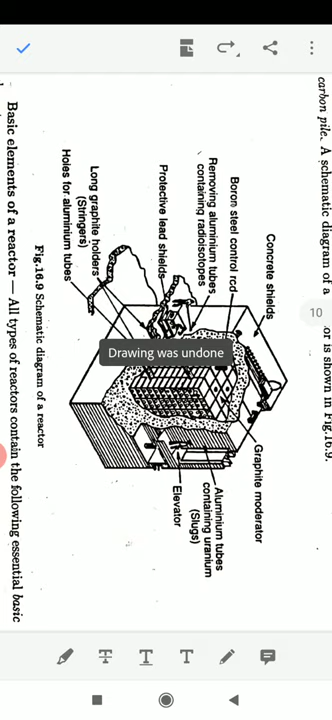 carbon pile. A schematic diagram of a
.or is shown in Fig.16.9.
10
Concrete shields
Boron steel control rod
Removing aluminium tubes
containing radioisotopes
Protective lead shields
Long graphite holders
(Stringers)
Holes for aluminium tubes
Graphite moderator
Aluminium tubes
containing uranium
(Slugs)
Elevator
Drawing was undone
Fig.16.9 Schematic diagram of a reactor
Basic elements of a reactor — All types of reactors contain the following essential basic